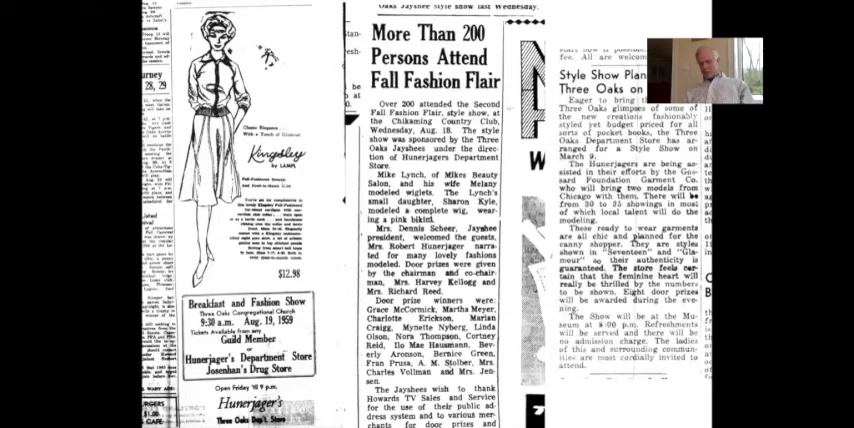 28, 29
Classic Elegance
With a Touch of Glamour
Kingsley
by LAMPL
$12.98
Breakfast and Fashion Show
Three Oaks Congregational Church
9:30 a.m. Aug. 19, 1959
Tickets Available from any
Guild Member
or
Hunerjager's Department Store
Josenhan's Drug Store
Open Friday 'til 9 p.m.
Hunerjager's
Three Oaks Dep't. Store
Oaks Jayshee style show last Wednesday.
More Than 200
Persons Attend
Fall Fashion Flair
Over 200 attended the Second
Fall Fashion Flair, style show, at
the Chikaming Country Club,
Wednesday, Aug. 18. The style
show was sponsored by the Three
Oaks Jayshees under the direc-
tion of Hunerjagers Department
Store.
Mike Lynch, of Mikes Beauty
Salon, and his wife Melany
modeled wiglets. The Lynch's
small daughter, Sharon Kyle,
modeled a complete wig, wear-
ing a pink bikini.
Mrs. Dennis Scheer, Jayshee
president, welcomed the guests,
Mrs. Robert Hunerjager narra-
ted for many lovely fashions
modeled. Door prizes were given
by the chairman and co-chair-
man, Mrs. Harvey Kellogg and
Mrs. Richard Reed.
Door prize winners were:
Grace McCormick, Martha Meyer,
Charlotte Erickson, Marian
Craigg, Mynette Nyberg, Linda
Olson, Nora Thompson, Cortney
Reid, Ilo Mae Hausmann, Bev-
erly Aronson, Bernice Green,
Fran Prusa, A. M. Stolber, Mrs.
Charles Vollman and Mrs. Jen-
sen.
The Jayshees wish to thank
Howards TV Sales and Service
for the use of their public ad-
dress system and to various mer-
chants for door prizes and
fee. All are welcom
Style Show Plan
Three Oaks on
Eager to bring
Three Oaks glimpses of some of
the new creations fashionably
styled yet budget priced for all
sorts of pocket books, the Three
Oaks Department Store has ar-
ranged for a Style Show on
March 9.
The Hunerjagers are being as-
sisted in their efforts by the Gos-
sard Foundation Garment Co.
who will bring two models from
Chicago with them. There will be
from 30 to 35 showings in most
of which local talent will do the
modeling.
These ready to wear garments
are all chic and planned for the
canny shopper. They are styles
shown in "Seventeen" and "Gla-
mour" so their authenticity is
guaranteed. The store feels cer-
tain that the feminine heart will
really be thrilled by the numbers
to be shown. Eight door prizes
will be awarded during the eve-
ning.
The Show will be at the Mu-
seum at 8:00 p.m. Refreshments
will be served and there will be
no admission charge. The ladies
of this and surrounding commun-
ities are most cordially invited to
attend.